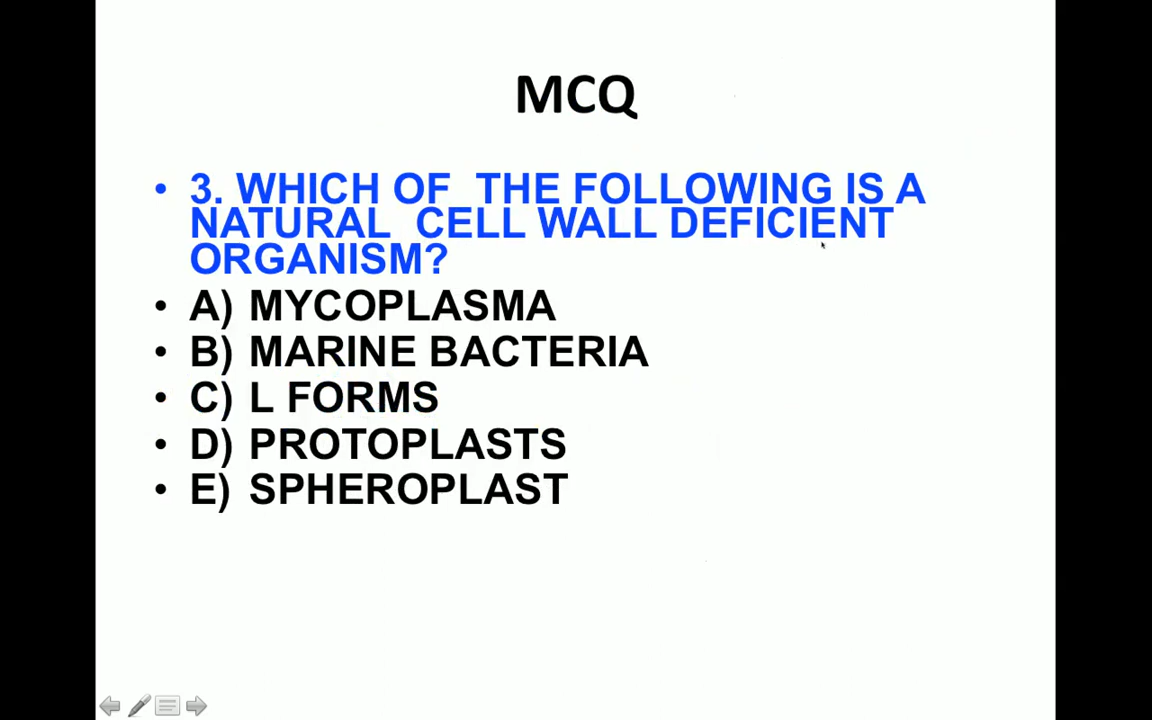 MCQ
• 3. WHICH OF THE FOLLOWING IS A
NATURAL CELL WALL DEFICIENT
ORGANISM?
• A) MYCOPLASMA
• B) MARINE BACTERIA
• C) L FORMS
• D) PROTOPLASTS
• E) SPHEROPLAST